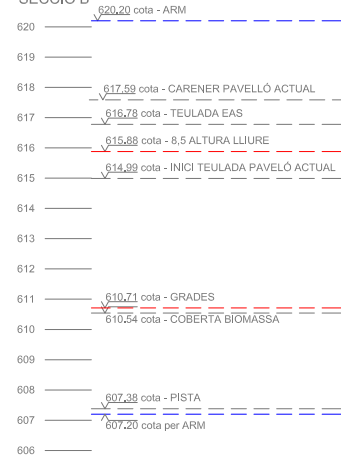 SECCIÓ B
620.20 cota - ARM
620
619
618
617.59 cota - CARENER PAVELLÓ ACTUAL
617
616.78 cota - TEULADA EAS
616
615.88 cota - 8,5 ALTURA LLIURE
614.99 cota - INICI TEULADA PAVELÓ ACTUAL
615
614
613
612
611
610.71 cota - GRADES
610.54 cota - COBERTA BIOMASSA
610
609
608
607.38 cota - PISTA
607
607.20 cota per ARM
606